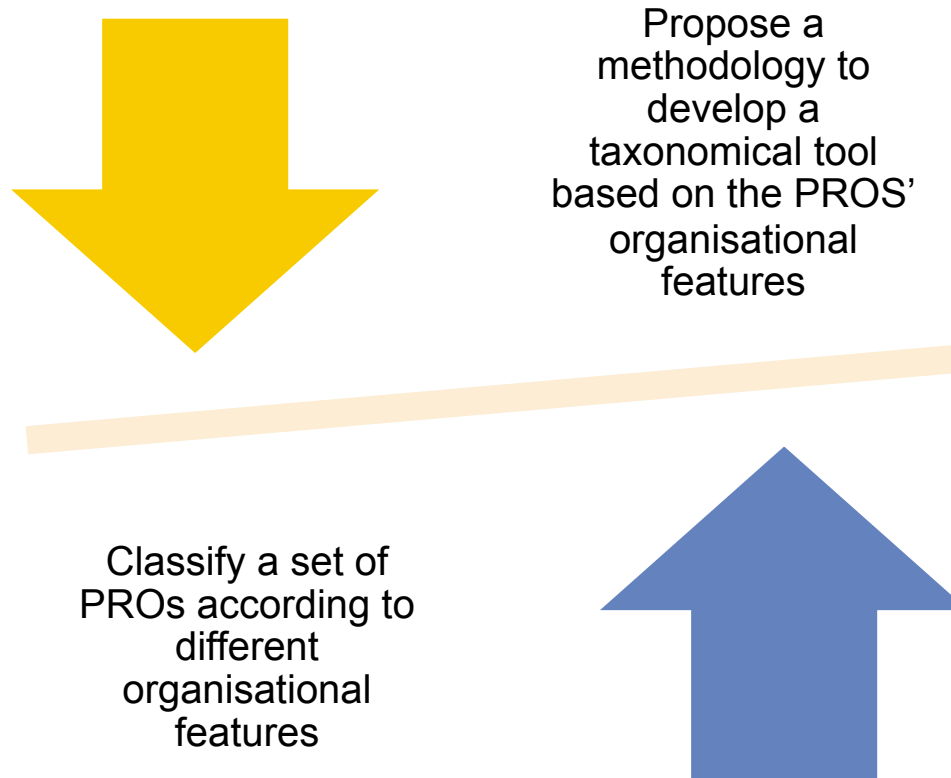 Propose a
methodology to
develop a
taxonomical tool
based on the PROS’
organisational
features
Classify a set of
PROs according to
different
organisational
features